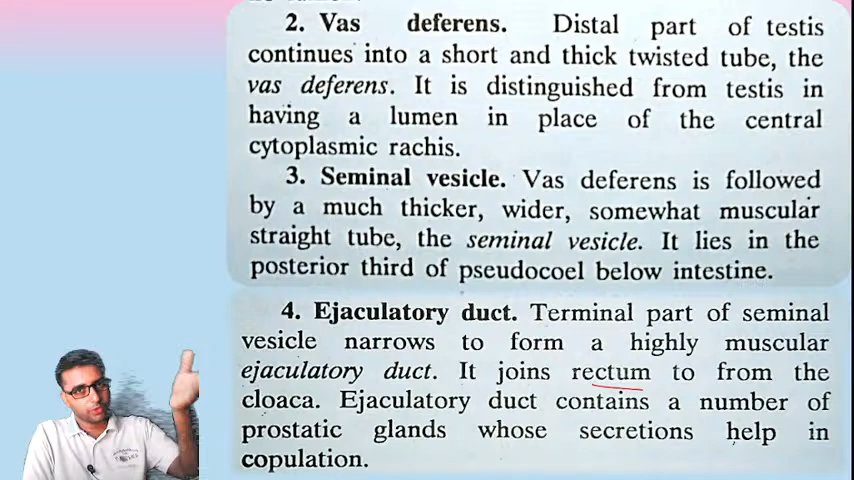 2. Vas deferens. Distal part of testis
continues into a short and thick twisted tube, the
vas deferens. It is distinguished from testis in
having a lumen in place of the central
cytoplasmic rachis.
3. Seminal vesicle. Vas deferens is followed
by a much thicker, wider, somewhat muscular
straight tube, the seminal vesicle. It lies in the
posterior third of pseudocoel below intestine.
4. Ejaculatory duct. Terminal part of seminal
vesicle narrows to form a highly muscular
ejaculatory duct. It joins rectum to from the
cloaca. Ejaculatory duct contains a number of
prostatic glands whose secretions help in
copulation.